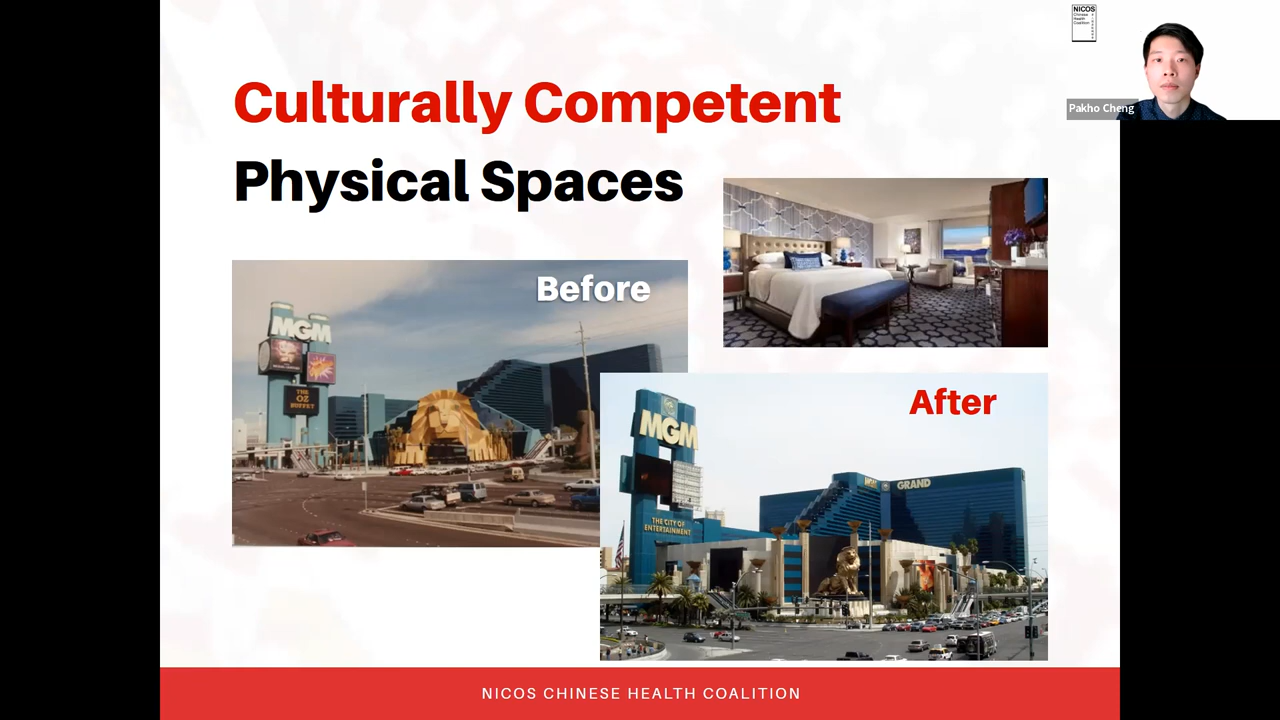 NICOS
Chinese
Health
Coalition
Pakho Cheng
Culturally Competent
Physical Spaces
Before
MGM
THE
OZ
BUFFET
After
MGM
THE CITY OF
ENTERTAINMENT
MGM GRAND
NICOS CHINESE HEALTH COALITION